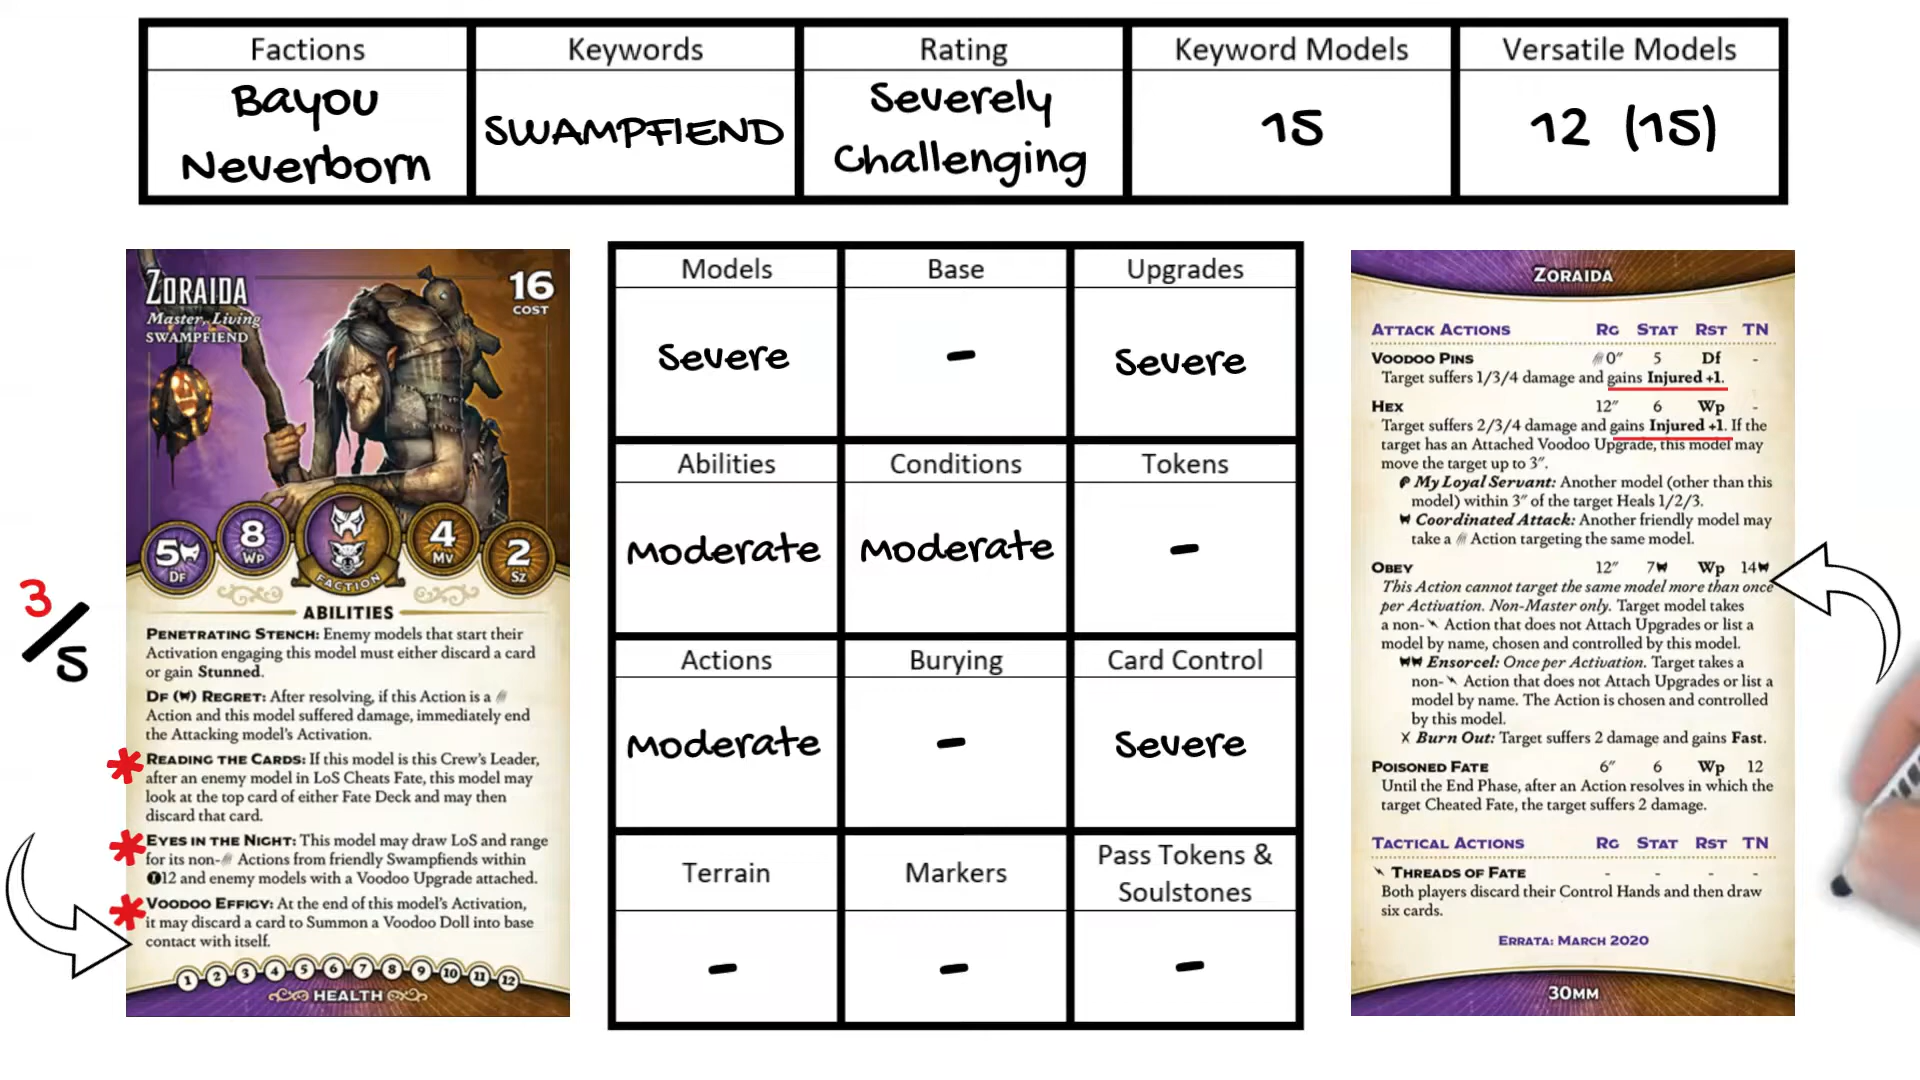 Factions
Keywords
Rating
Keyword Models
Versatile Models
Bayou
Neverborn
SWAMPFIEND
Severely
Challenging
15
12 (15)
ZORAIDA
Master, Living
SWAMPFIEND
16
COST
5
DF
8
WP
FACTION
4
MV
2
SZ
ABILITIES
PENETRATING STENCH: Enemy models that start their
Activation engaging this model must either discard a card
or gain Stunned.
DF REGRET: After resolving, if this Action is a
Action and this model suffered damage, immediately end
the Attacking model's Activation.
* READING THE CARDS: If this model is this Crew's Leader,
after an enemy model in LoS Cheats Fate, this model may
look at the top card of either Fate Deck and may then
discard that card.
* EYES IN THE NIGHT: This model may draw LoS and range
for its non- Actions from friendly Swampfiends within
12 and enemy models with a Voodoo Upgrade attached.
* VOODOO EFFIGY: At the end of this model's Activation,
it may discard a card to Summon a Voodoo Doll into base
contact with itself.
1 2 3 4 5 6 7 8 9 10 11 12
HEALTH
3/5
Models
Base
Upgrades
Severe
-
Severe
Abilities
Conditions
Tokens
Moderate
Moderate
-
Actions
Burying
Card Control
Moderate
-
Severe
Terrain
Markers
Pass Tokens &
Soulstones
-
-
-
ZORAIDA
ATTACK ACTIONS RG STAT RST TN
VOODOO PINS 0" 5 Df -
Target suffers 1/3/4 damage and gains Injured +1.
HEX 12" 6 Wp -
Target suffers 2/3/4 damage and gains Injured +1. If the
target has an Attached Voodoo Upgrade, this model may
move the target up to 3".
My Loyal Servant: Another model (other than this
model) within 3" of the target Heals 1/2/3.
Coordinated Attack: Another friendly model may
take a Action targeting the same model.
OBEY 12" 7 Wp 14
This Action cannot target the same model more than once
per Activation. Non-Master only. Target model takes
a non- Action that does not Attach Upgrades or list a
model by name, chosen and controlled by this model.
Ensorcel: Once per Activation. Target takes a
non- Action that does not Attach Upgrades or list a
model by name. The Action is chosen and controlled
by this model.
Burn Out: Target suffers 2 damage and gains Fast.
POISONED FATE 6" 6 Wp 12
Until the End Phase, after an Action resolves in which the
target Cheated Fate, the target suffers 2 damage.
TACTICAL ACTIONS RG STAT RST TN
THREADS OF FATE - - - -
Both players discard their Control Hands and then draw
six cards.
ERRATA: MARCH 2020
30MM